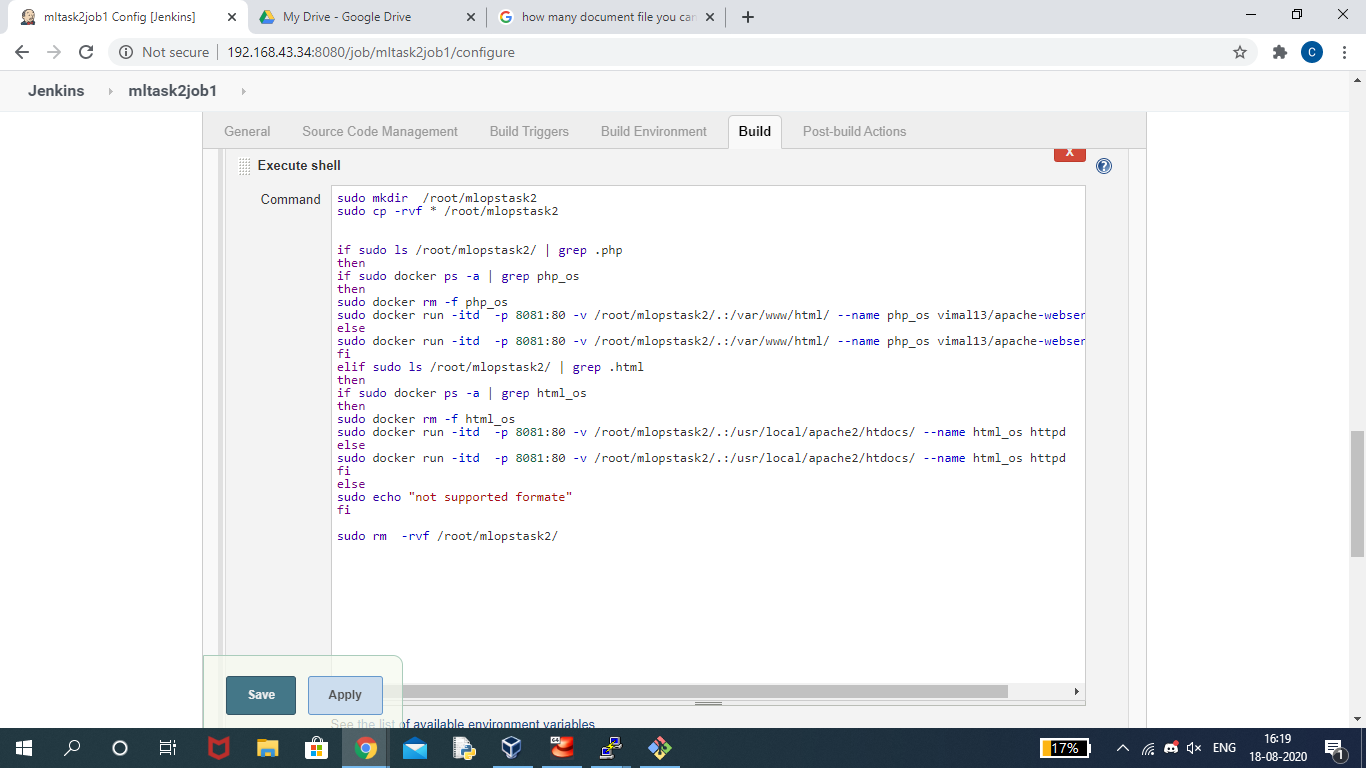 mltask2job1 Config [Jenkins]
My Drive - Google Drive
how many document file you can
Not secure
192.168.43.34:8080/job/mltask2job1/configure
C
Jenkins
mltask2job1
General
Source Code Management
Build Triggers
Build Environment
Build
Post-build Actions
Execute shell
X
?
Command
sudo mkdir  /root/mlopstask2
sudo cp -rvf * /root/mlopstask2
if sudo ls /root/mlopstask2/ | grep .php
then
if sudo docker ps -a | grep php_os
then
sudo docker rm -f php_os
sudo docker run -itd  -p 8081:80 -v /root/mlopstask2/.:/var/www/html/ --name php_os vimal13/apache-webser
else
sudo docker run -itd  -p 8081:80 -v /root/mlopstask2/.:/var/www/html/ --name php_os vimal13/apache-webser
fi
elif sudo ls /root/mlopstask2/ | grep .html
then
if sudo docker ps -a | grep html_os
then
sudo docker rm -f html_os
sudo docker run -itd  -p 8081:80 -v /root/mlopstask2/.:/usr/local/apache2/htdocs/ --name html_os httpd
else
sudo docker run -itd  -p 8081:80 -v /root/mlopstask2/.:/usr/local/apache2/htdocs/ --name html_os httpd
fi
else
sudo echo "not supported formate"
fi
sudo rm  -rvf /root/mlopstask2/
Save
Apply
See the list of available environment variables
17%
ENG
16:19
18-08-2020
1